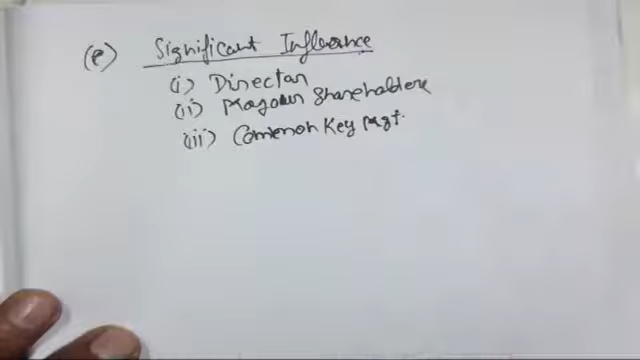 (e) Significant Influence
(i) Director
(ii) Major Shareholders
(iii) Common Key mgt.